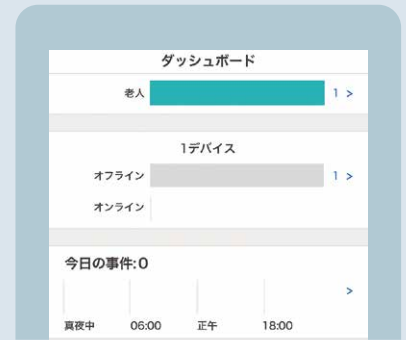 ダッシュボード
老人 1 >
1デバイス
オフライン 1 >
オンライン
今日の事件:0
>
真夜中 06:00 正午 18:00